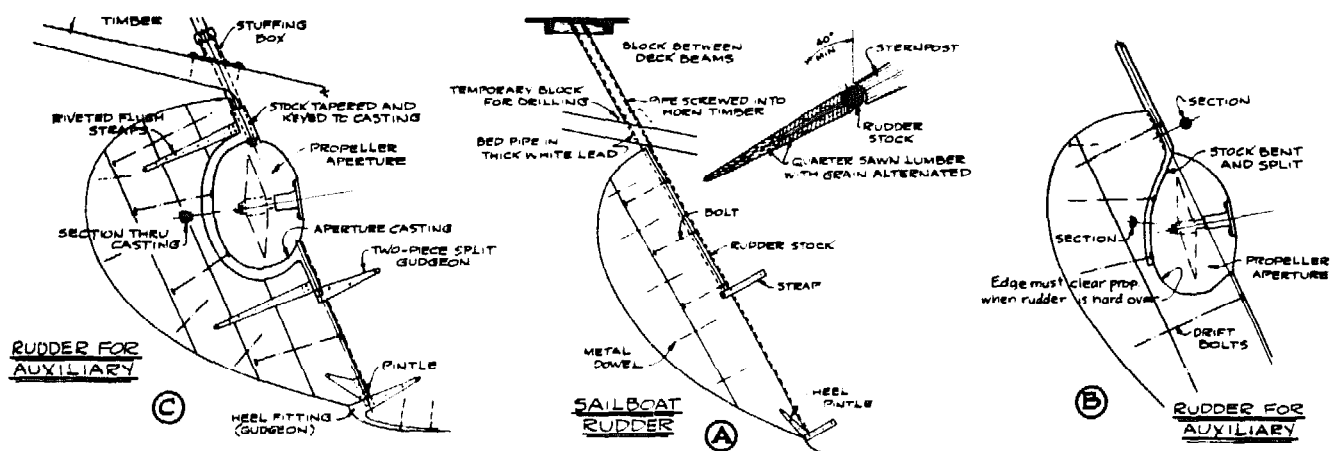 TIMBER
STUFFING
BOX
STOCK TAPERED AND
KEYED TO CASTING
RIVETED FLUSH
STRAPS
PROPELLER
APERTURE
SECTION THRU
CASTING
APERTURE CASTING
TWO-PIECE SPLIT
GUDGEON
RUDDER FOR
AUXILIARY
C
PINTLE
HEEL FITTING
(GUDGEON)
BLOCK BETWEEN
DECK BEAMS
TEMPORARY BLOCK
FOR DRILLING
PIPE SCREWED INTO
HORN TIMBER
BED PIPE IN
THICK WHITE LEAD
40°
MIN
STERNPOST
RUDDER
STOCK
QUARTER SAWN LUMBER
WITH GRAIN ALTERNATED
BOLT
RUDDER STOCK
STRAP
METAL
DOWEL
HEEL
PINTLE
SAILBOAT
RUDDER
A
SECTION
STOCK BENT
AND SPLIT
SECTION
PROPELLER
APERTURE
Edge must clear prop.
when rudder is hard over
DRIFT
BOLTS
B
RUDDER FOR
AUXILIARY